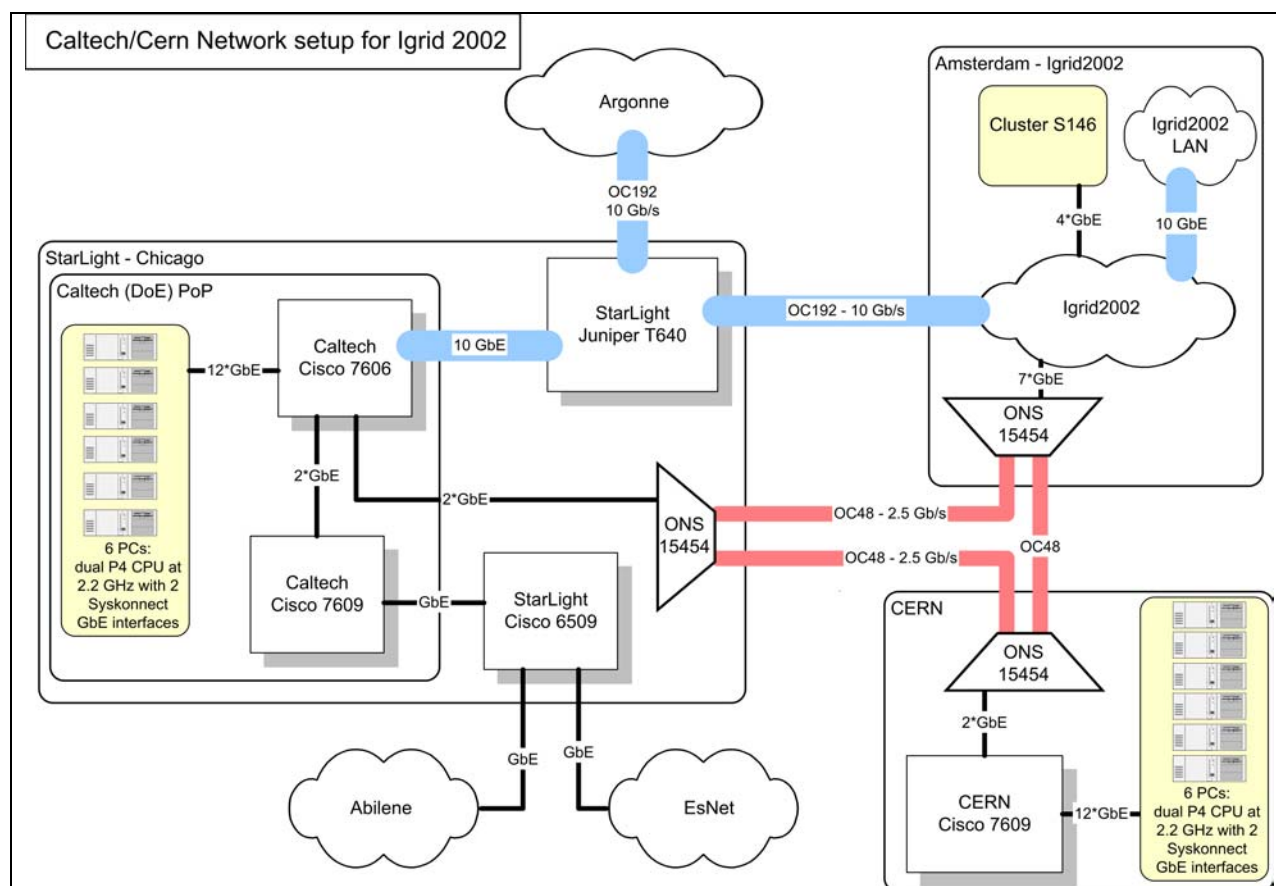 Caltech/Cern Network setup for Igrid 2002
Argonne
OC192
10 Gb/s
Amsterdam - Igrid2002
Cluster S146
Igrid2002
LAN
4*GbE
10 GbE
Igrid2002
7*GbE
ONS
15454
StarLight - Chicago
Caltech (DoE) PoP
StarLight
Juniper T640
OC192 - 10 Gb/s
Caltech
Cisco 7606
10 GbE
12*GbE
2*GbE
2*GbE
ONS
15454
OC48 - 2.5 Gb/s
OC48 - 2.5 Gb/s
OC48
6 PCs:
dual P4 CPU at
2.2 GHz with 2
Syskonnect
GbE interfaces
Caltech
Cisco 7609
GbE
StarLight
Cisco 6509
GbE
GbE
Abilene
EsNet
CERN
ONS
15454
2*GbE
CERN
Cisco 7609
12*GbE
6 PCs:
dual P4 CPU at
2.2 GHz with 2
Syskonnect
GbE interfaces